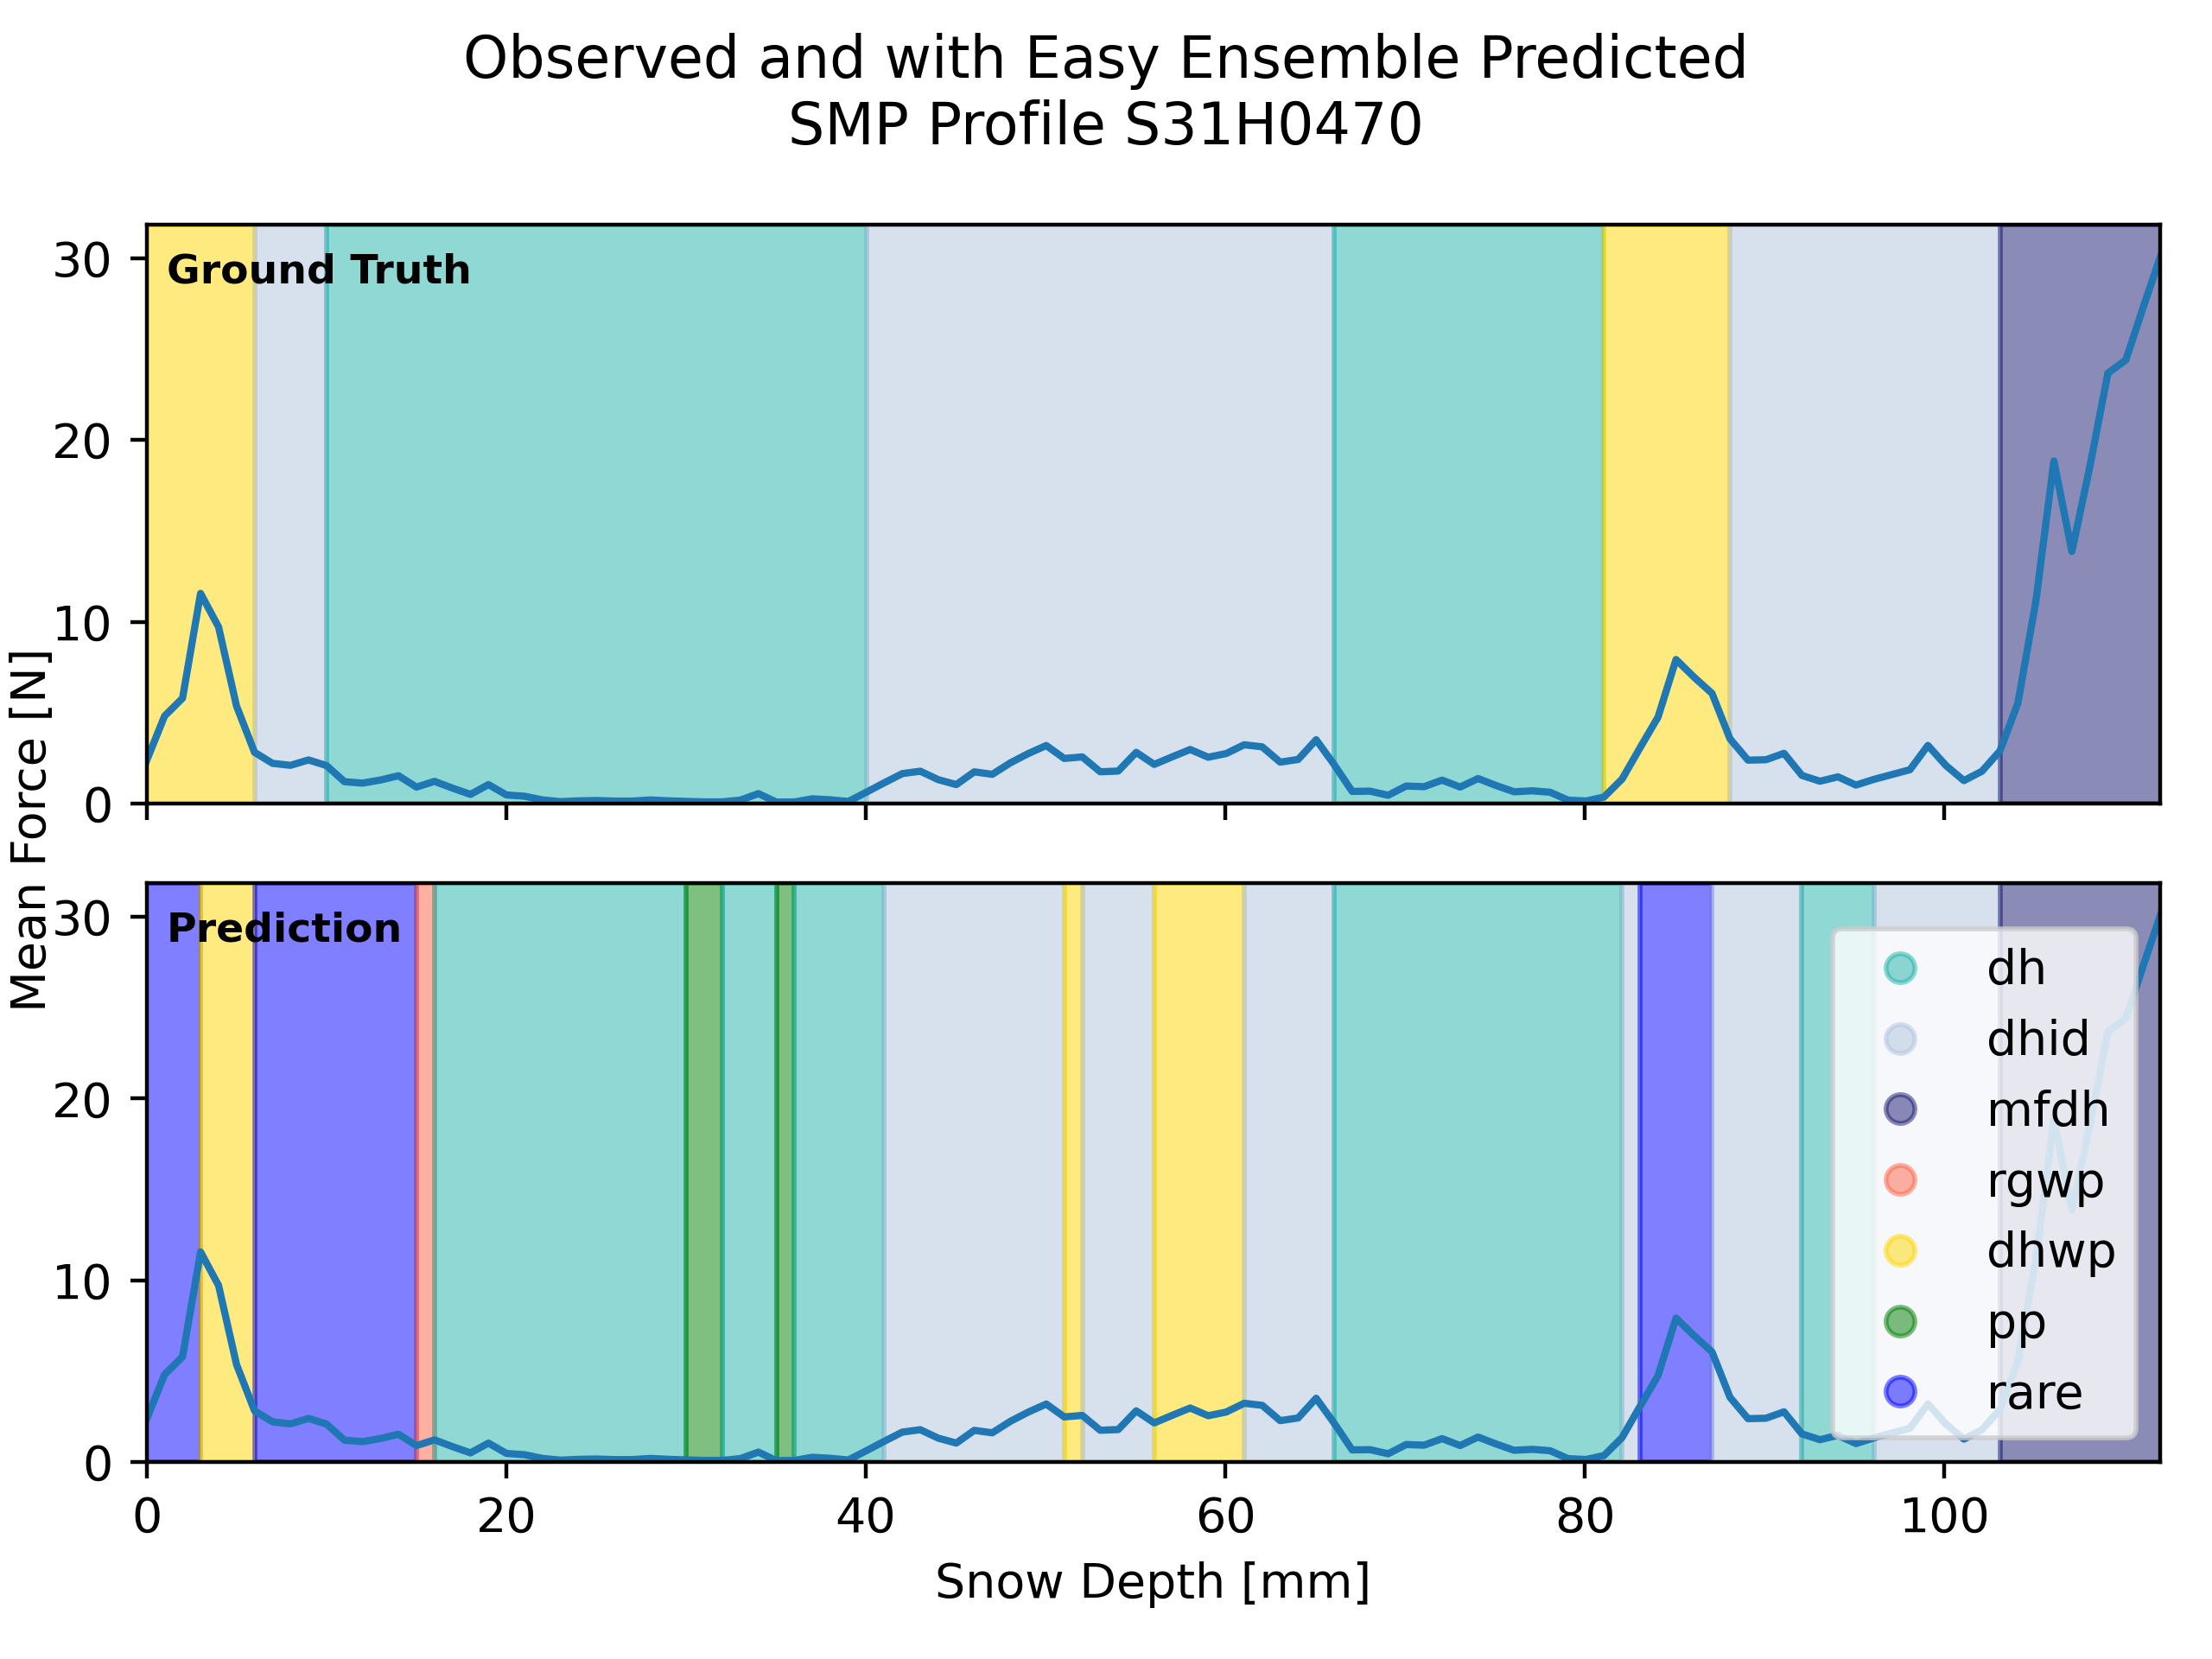 Observed and with Easy Ensemble Predicted
SMP Profile S31H0470
Ground Truth
30
20
10
0
Mean Force [N]
Prediction
30
20
10
0
dh
dhid
mfdh
rgwp
dhwp
pp
rare
0 20 40 60 80 100
Snow Depth [mm]